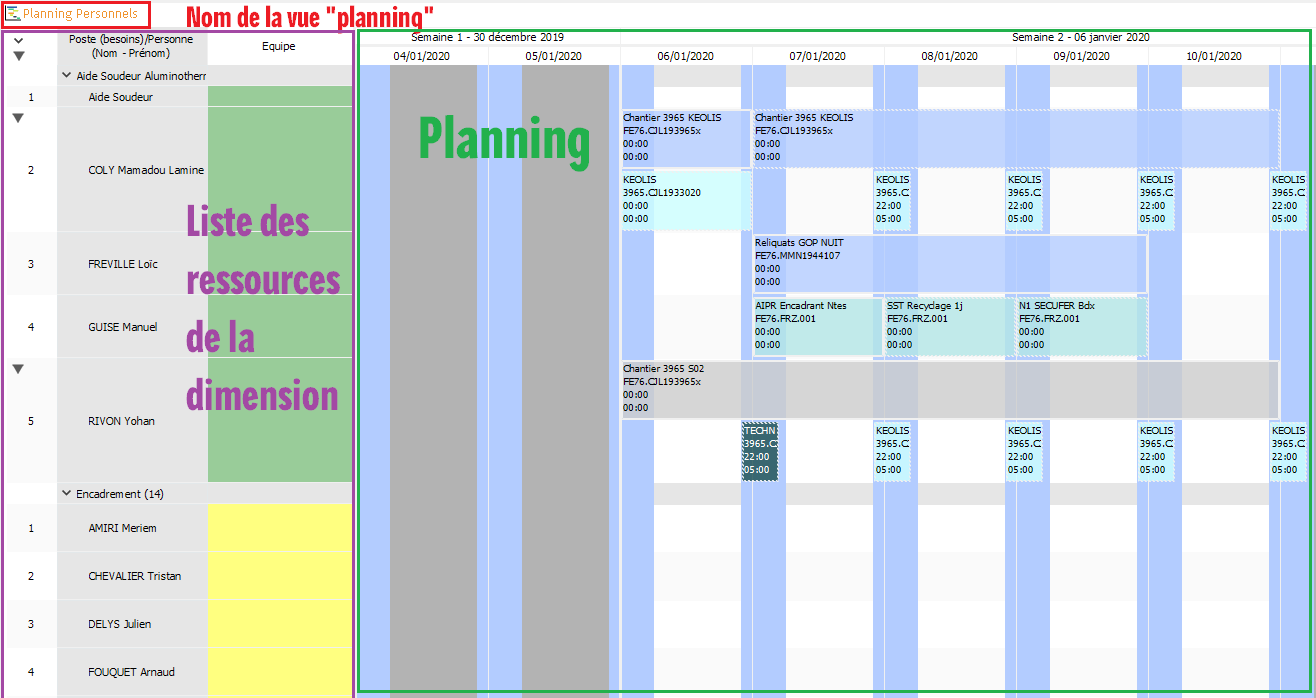 Planning Personnels
Nom de la vue "planning"
Poste (besoins)/Personne
(Nom - Prénom)
Equipe
Semaine 1 - 30 décembre 2019
Semaine 2 - 06 janvier 2020
04/01/2020
05/01/2020
06/01/2020
07/01/2020
08/01/2020
09/01/2020
10/01/2020
Aide Soudeur Aluminotherr
1
Aide Soudeur
Planning
Chantier 3965 KEOLIS
FE76.CJL193965x
00:00
00:00
Chantier 3965 KEOLIS
FE76.CJL193965x
00:00
00:00
2
COLY Mamadou Lamine
KEOLIS
3965.CJL1933020
00:00
00:00
KEOLIS
3965.C
22:00
05:00
KEOLIS
3965.C
22:00
05:00
KEOLIS
3965.C
22:00
05:00
KEOLIS
3965.C
22:00
05:00
Liste des
ressources
de la
dimension
3
FREVILLE Loïc
Reliquats GOP NUIT
FE76.MMN1944107
00:00
00:00
4
GUISE Manuel
AIPR Encadrant Ntes
FE76.FRZ.001
00:00
00:00
SST Recyclage 1j
FE76.FRZ.001
00:00
00:00
N1 SECUFER Bdx
FE76.FRZ.001
00:00
00:00
5
RIVON Yohan
Chantier 3965 S02
FE76.CJL193965x
00:00
00:00
TECHN
3965.C
22:00
05:00
KEOLIS
3965.C
22:00
05:00
KEOLIS
3965.C
22:00
05:00
KEOLIS
3965.C
22:00
05:00
KEOLIS
3965.C
22:00
05:00
Encadrement (14)
1
AMIRI Meriem
2
CHEVALIER Tristan
3
DELYS Julien
4
FOUQUET Arnaud